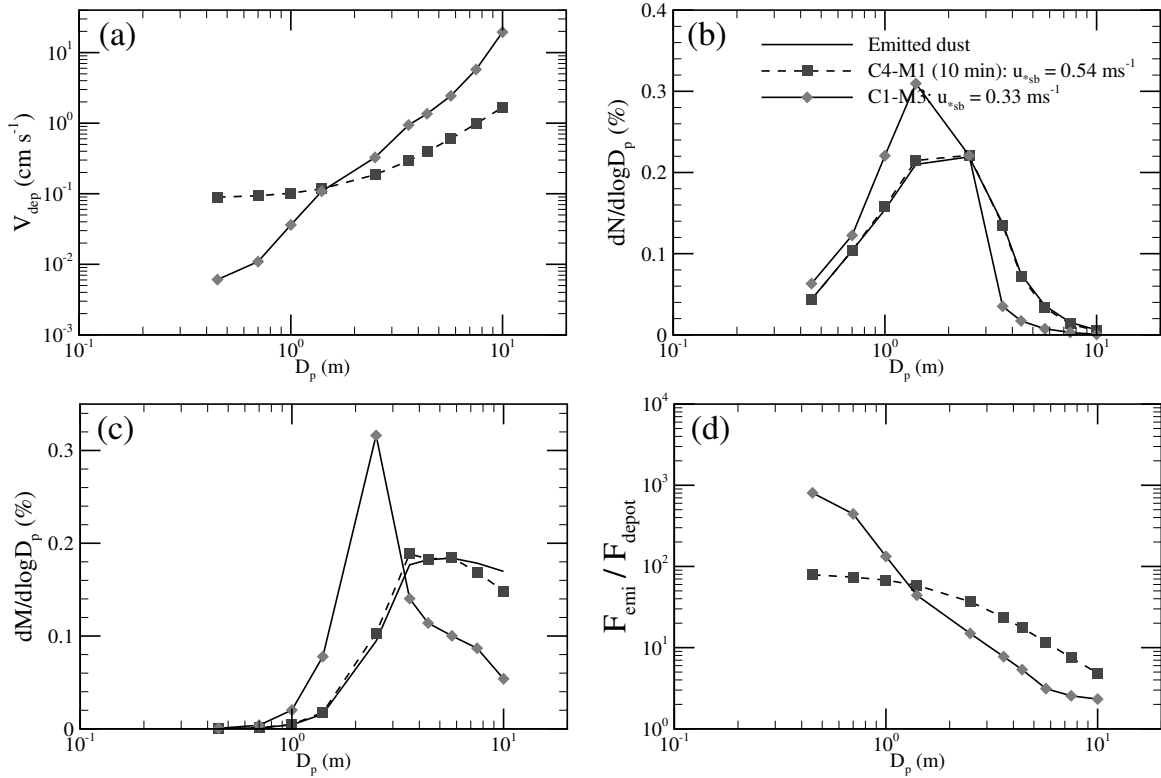 (a)
10^1
10^0
10^-1
10^-2
10^-3
V_dep (cm s^-1)
10^-1
10^0
10^1
D_p (m)
(b)
0.4
0.3
0.2
0.1
0
dN/dlogD_p (%)
Emitted dust
C4-M1 (10 min): u_*sb = 0.54 ms^-1
C1-M3: u_*sb = 0.33 ms^-1
10^-1
10^0
10^1
D_p (m)
(c)
0.3
0.2
0.1
0
dM/dlogD_p (%)
10^-1
10^0
10^1
D_p (m)
(d)
10^4
10^3
10^2
10^1
10^0
F_emi / F_depot
10^-1
10^0
10^1
D_p (m)